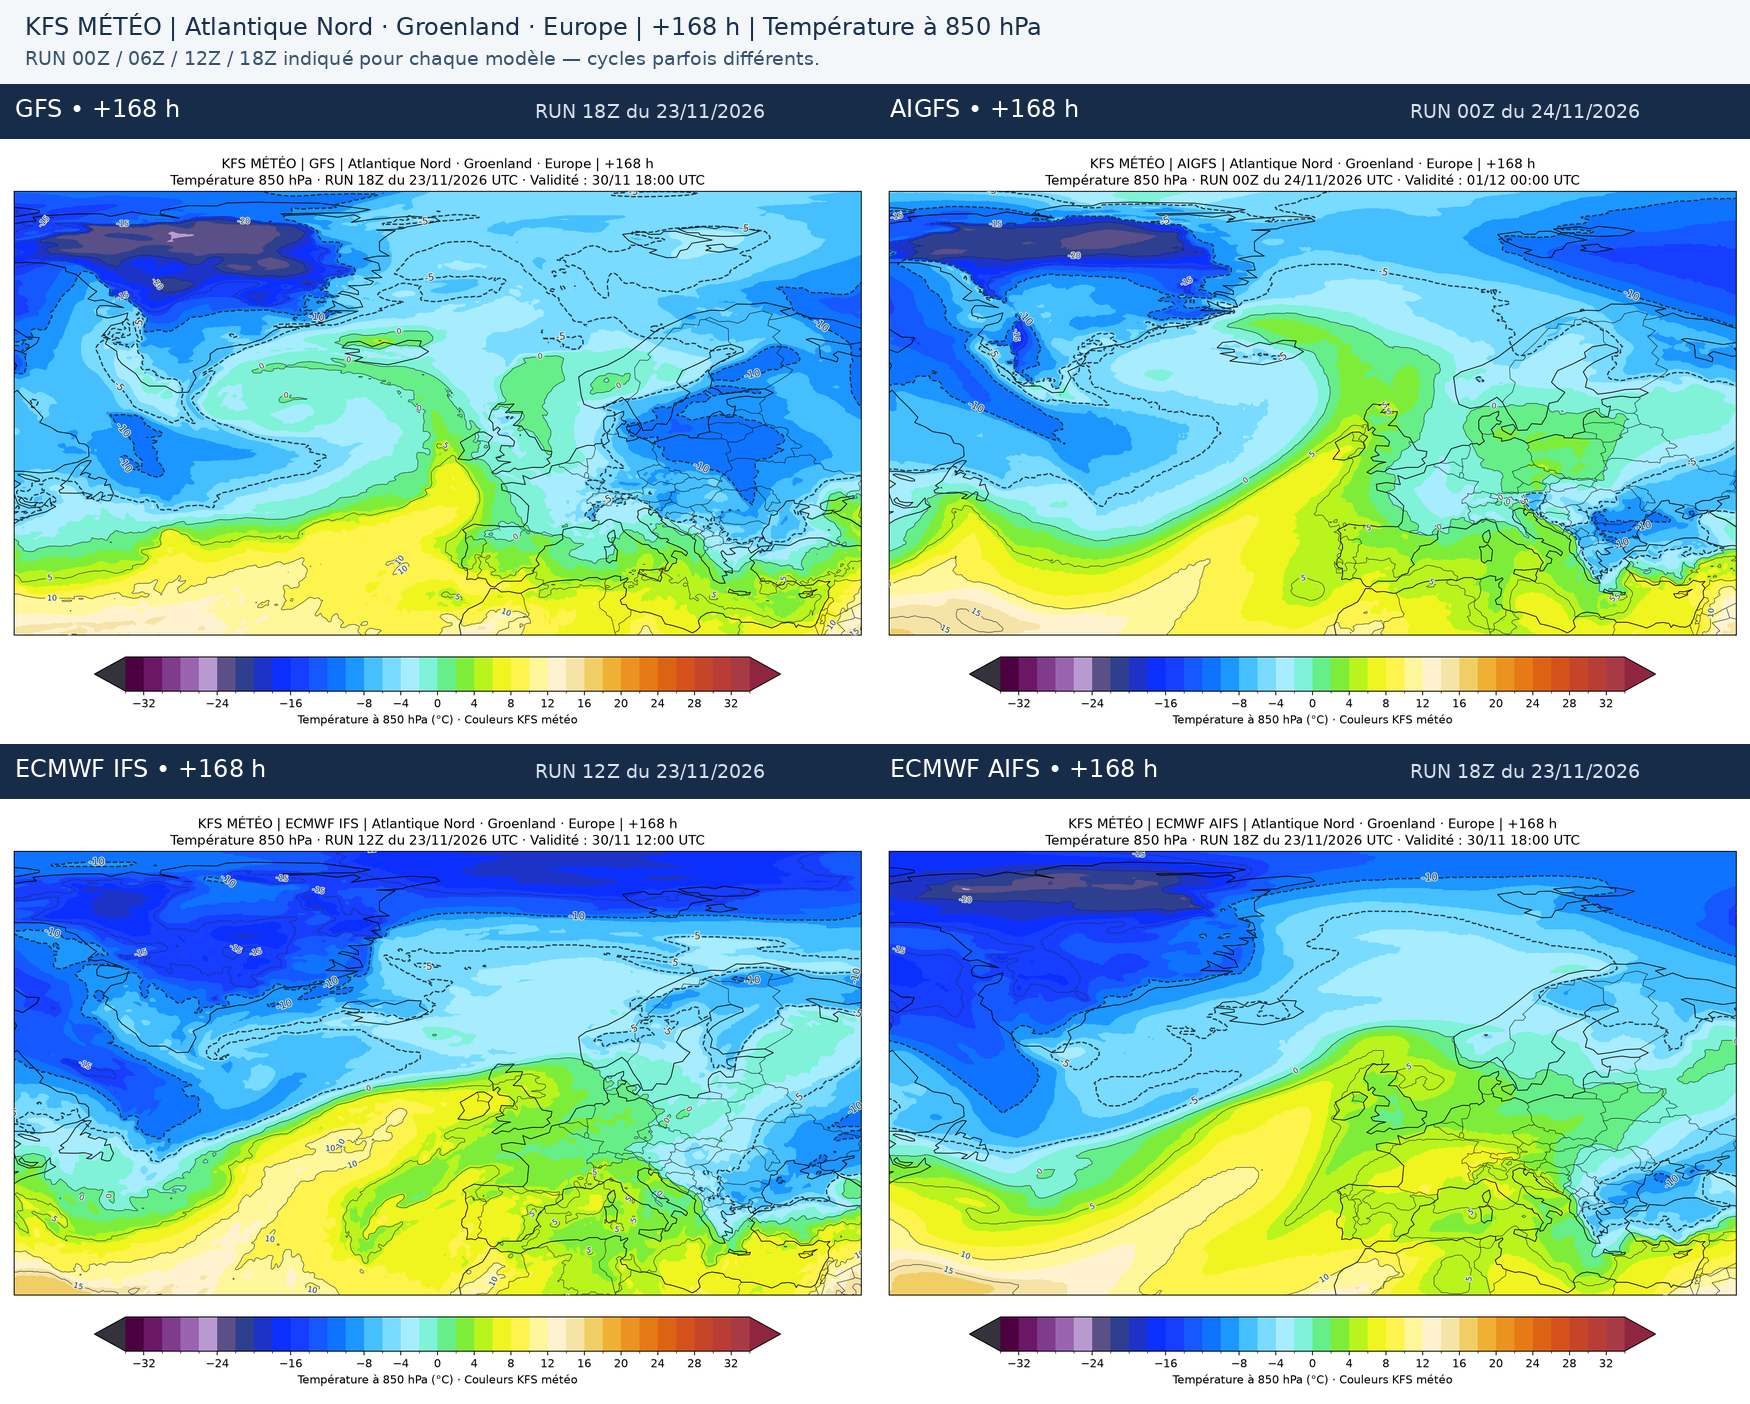 KFS MÉTÉO | Atlantique Nord · Groenland · Europe | +168 h | Température à 850 hPa
RUN 00Z / 06Z / 12Z / 18Z indiqué pour chaque modèle — cycles parfois différents.
GFS • +168 h
RUN 18Z du 23/11/2026
KFS MÉTÉO | GFS | Atlantique Nord · Groenland · Europe | +168 h
Température 850 hPa · RUN 18Z du 23/11/2026 UTC · Validité : 30/11 18:00 UTC
−32 −24 −16 −8 −4 0 4 8 12 16 20 24 28 32
Température à 850 hPa (°C) · Couleurs KFS météo
AIGFS • +168 h
RUN 00Z du 24/11/2026
KFS MÉTÉO | AIGFS | Atlantique Nord · Groenland · Europe | +168 h
Température 850 hPa · RUN 00Z du 24/11/2026 UTC · Validité : 01/12 00:00 UTC
−32 −24 −16 −8 −4 0 4 8 12 16 20 24 28 32
Température à 850 hPa (°C) · Couleurs KFS météo
ECMWF IFS • +168 h
RUN 12Z du 23/11/2026
KFS MÉTÉO | ECMWF IFS | Atlantique Nord · Groenland · Europe | +168 h
Température 850 hPa · RUN 12Z du 23/11/2026 UTC · Validité : 30/11 12:00 UTC
−32 −24 −16 −8 −4 0 4 8 12 16 20 24 28 32
Température à 850 hPa (°C) · Couleurs KFS météo
ECMWF AIFS • +168 h
RUN 18Z du 23/11/2026
KFS MÉTÉO | ECMWF AIFS | Atlantique Nord · Groenland · Europe | +168 h
Température 850 hPa · RUN 18Z du 23/11/2026 UTC · Validité : 30/11 18:00 UTC
−32 −24 −16 −8 −4 0 4 8 12 16 20 24 28 32
Température à 850 hPa (°C) · Couleurs KFS météo